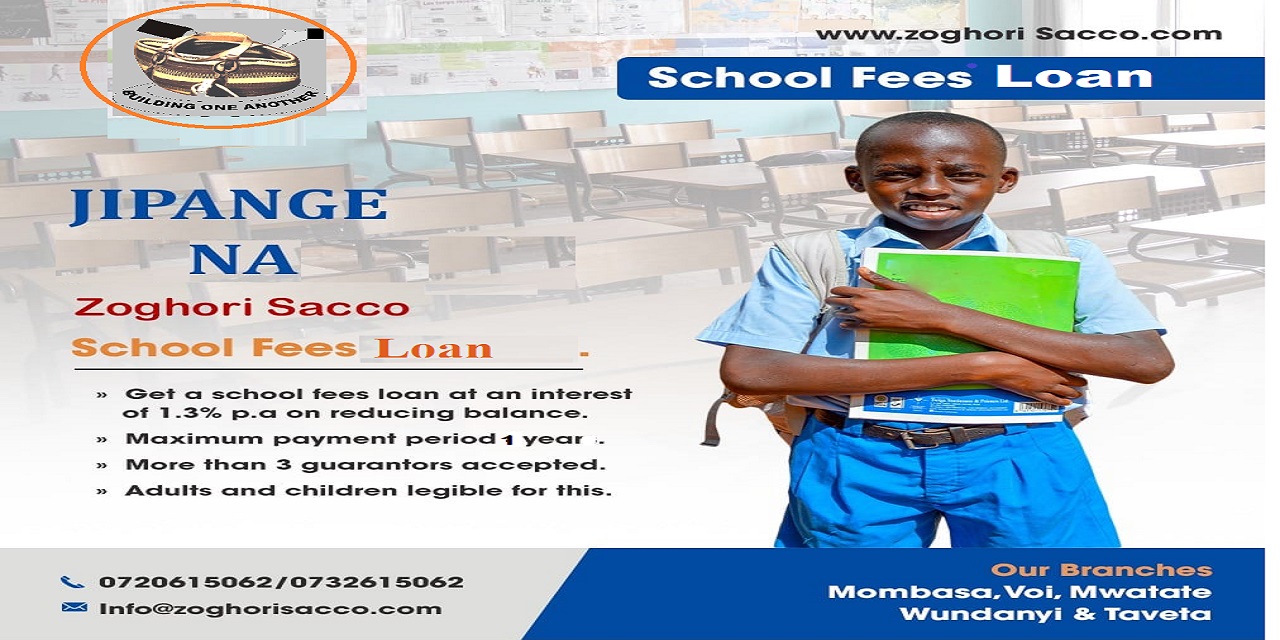 BUILDING ONE ANOTHER
www.zoghori Sacco.com
School Fees Loan
JIPANGE
NA
Zoghori Sacco
School Fees Loan .
» Get a school fees loan at an interest
of 1.3% p.a on reducing balance.
» Maximum payment period 1 year .
» More than 3 guarantors accepted.
» Adults and children legible for this.
0720615062/0732615062
Info@zoghorisacco.com
Our Branches
Mombasa,Voi, Mwatate
Wundanyi & Taveta